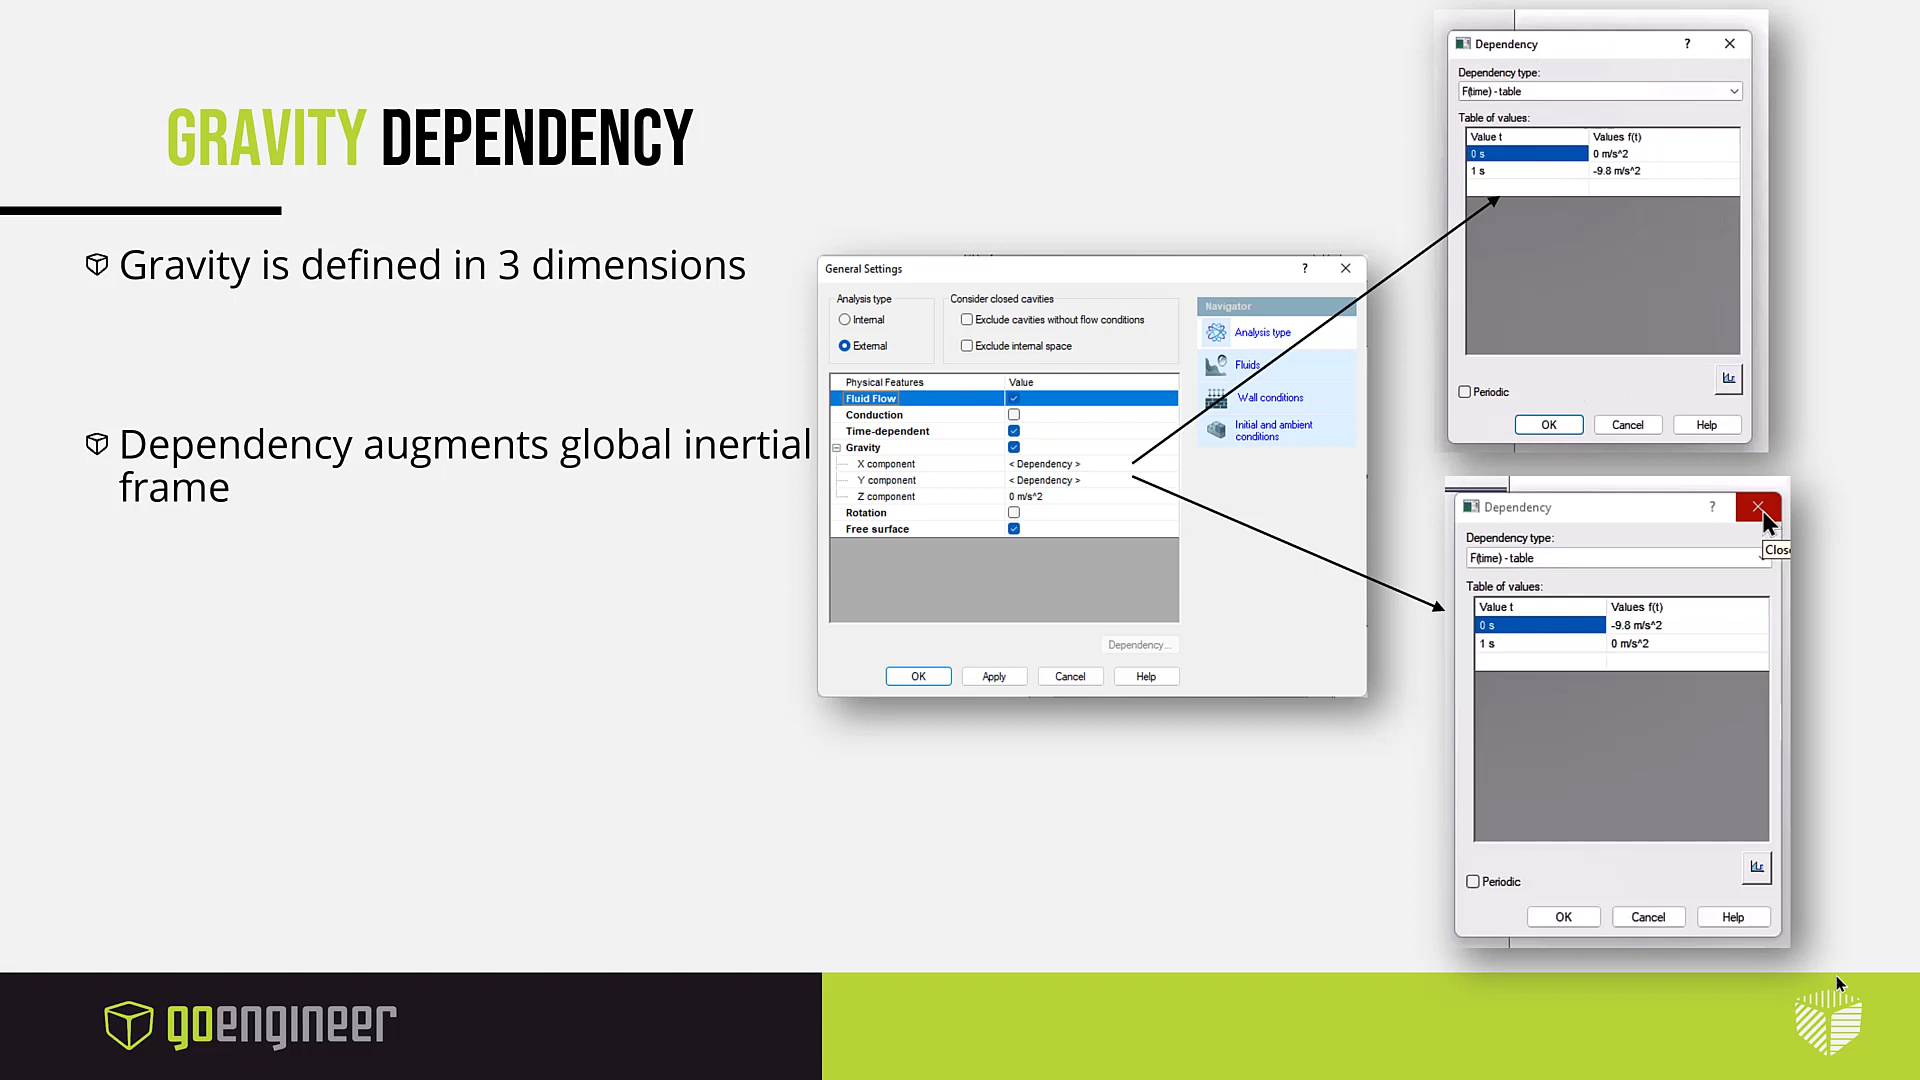 GRAVITY DEPENDENCY
Gravity is defined in 3 dimensions
Dependency augments global inertial
frame
General Settings
?
Analysis type
Internal
External
Consider closed cavities
Exclude cavities without flow conditions
Exclude internal space
Physical Features Value
Fluid Flow
Conduction
Time-dependent
Gravity
X component < Dependency >
Y component < Dependency >
Z component 0 m/s^2
Rotation
Free surface
Dependency...
OK Apply Cancel Help
Navigator
Analysis type
Fluids
Wall conditions
Initial and ambient
conditions
Dependency ?
Dependency type:
F(time) - table
Table of values:
Value t Values f(t)
0 s 0 m/s^2
1 s -9.8 m/s^2
Periodic
OK Cancel Help
Dependency ?
Close
Dependency type:
F(time) - table
Table of values:
Value t Values f(t)
0 s -9.8 m/s^2
1 s 0 m/s^2
Periodic
OK Cancel Help
goengineer